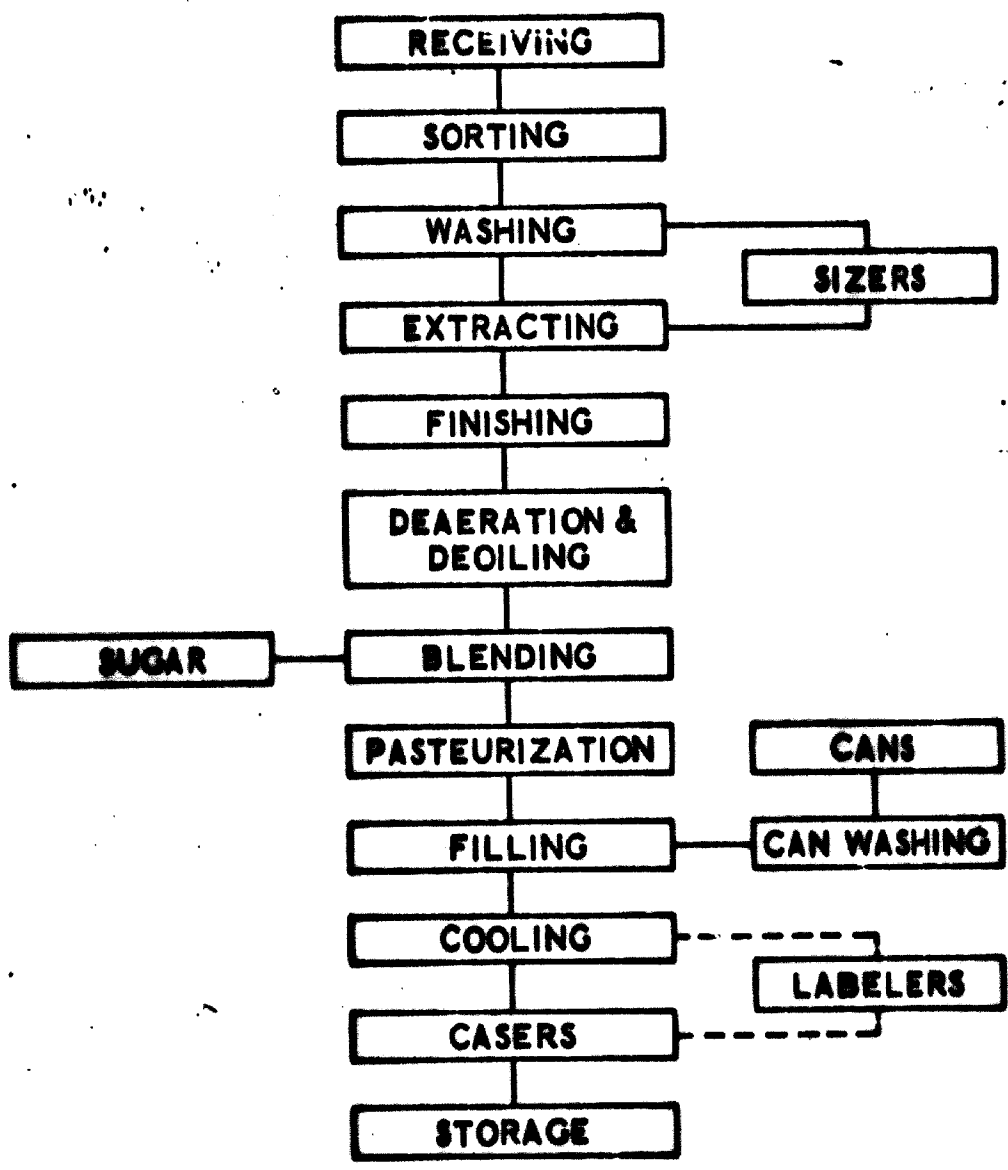 RECEIVING
SORTING
WASHING
SIZERS
EXTRACTING
FINISHING
DEAERATION &
DEOILING
SUGAR
BLENDING
PASTEURIZATION
CANS
FILLING
CAN WASHING
COOLING
LABELERS
CASERS
STORAGE